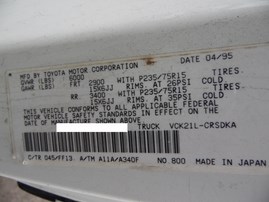 MFD BY TOYOTA MOTOR CORPORATION DATE 04/95
GVWR (LBS) 6000
GAWR (LBS) FRT 2900 WITH P235/75R15 TIRES
15X6JJ RIMS. AT 26PSI COLD
RR: 3400 WITH P235/75R15 TIRES
15X6JJ RIMS. AT 35PSI COLD
THIS VEHICLE CONFORMS TO ALL APPLICABLE FEDERAL
MOTOR VEHICLE SAFETY STANDARDS IN EFFECT ON THE
DATE OF MANUFACTURE SHOWN ABOVE.
TRUCK VCK21L-CRSDKA
C/TR 045/FF13 A/TM A11A/A340F NO.800 MADE IN JAPAN